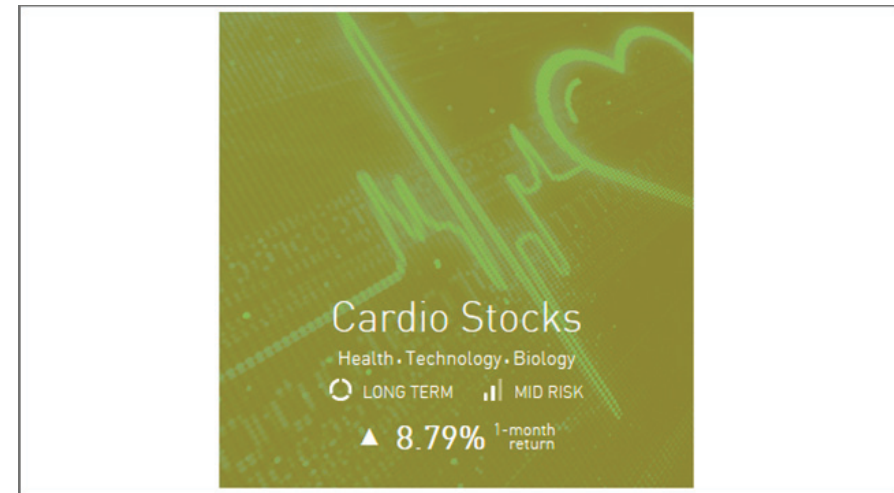 Cardio Stocks
Health • Technology • Biology
LONG TERM MID RISK
▲ 8.79% 1-month return